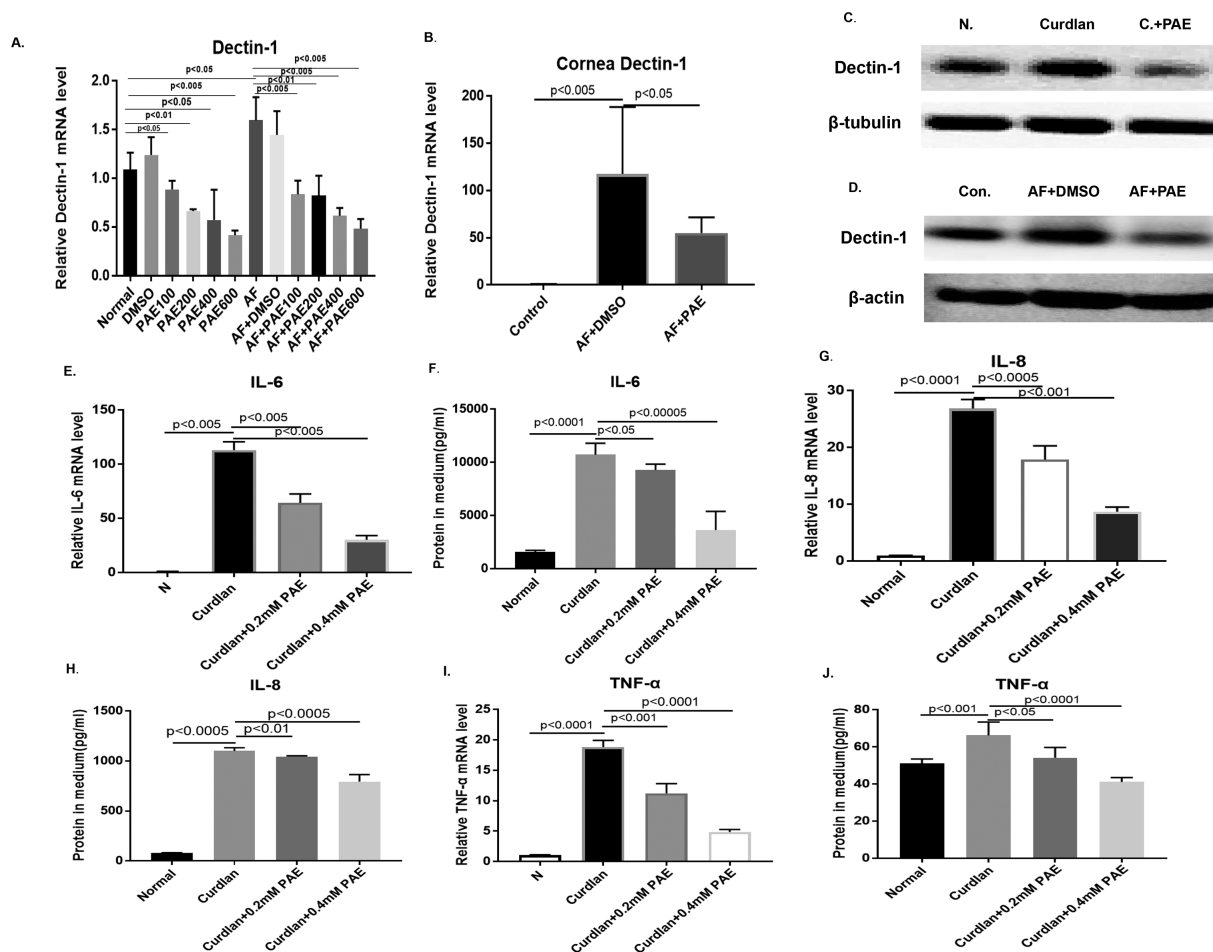 A.
Dectin-1
Relative Dectin-1 mRNA level
2.0
1.5
1.0
0.5
0.0
p<0.05
p<0.005
p<0.05
p<0.01
p<0.05
p<0.005
p<0.005
p<0.01
p<0.005
Normal
DMSO
PAE100
PAE200
PAE400
PAE600
AF
AF+DMSO
AF+PAE100
AF+PAE200
AF+PAE400
AF+PAE600
B.
Cornea Dectin-1
Relative Dectin-1 mRNA level
200
150
100
50
0
p<0.005
p<0.05
Control
AF+DMSO
AF+PAE
C.
N. Curdlan C.+PAE
Dectin-1
β-tubulin
D.
Con. AF+DMSO AF+PAE
Dectin-1
β-actin
E.
IL-6
Relative IL-6 mRNA level
150
100
50
0
p<0.005
p<0.005
p<0.005
N
Curdlan
Curdlan+0.2mM PAE
Curdlan+0.4mM PAE
F.
IL-6
Protein in medium(pg/ml)
15000
10000
5000
0
p<0.0001
p<0.00005
p<0.05
Normal
Curdlan
Curdlan+0.2mM PAE
Curdlan+0.4mM PAE
G.
IL-8
Relative IL-8 mRNA level
30
20
10
0
p<0.0001
p<0.0005
p<0.001
Normal
Curdlan
Curdlan+0.2mM PAE
Curdlan+0.4mM PAE
H.
IL-8
Protein in medium(pg/ml)
1500
1000
500
0
p<0.0005
p<0.0005
p<0.01
Normal
Curdlan
Curdlan+0.2mM PAE
Curdlan+0.4mM PAE
I.
TNF-α
Relative TNF-α mRNA level
25
20
15
10
5
0
p<0.0001
p<0.0001
p<0.001
N
Curdlan
Curdlan+0.2mM PAE
Curdlan+0.4mM PAE
J.
TNF-α
Protein in medium(pg/ml)
80
60
40
20
0
p<0.001
p<0.0001
p<0.05
Normal
Curdlan
Curdlan+0.2mM PAE
Curdlan+0.4mM PAE